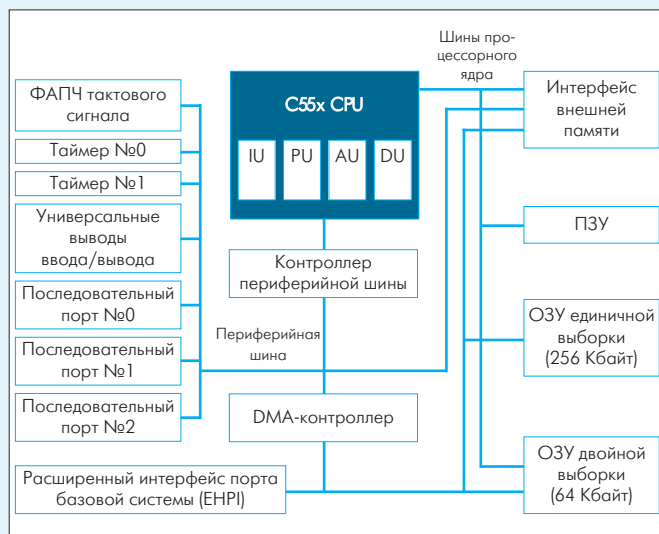 Шины про-
цессорного
ядра
ФАПЧ тактового
сигнала
Таймер №0
Таймер №1
Универсальные
выводы
ввода/вывода
Последовательный
порт №0
Последовательный
порт №1
Последовательный
порт №2
Расширенный интерфейс порта
базовой системы (EHPI)
C55x CPU
IU
PU
AU
DU
Контроллер
периферийной шины
Периферийная
шина
DMA-контроллер
Интерфейс
внешней
памяти
ПЗУ
ОЗУ единичной
выборки
(256 Кбайт)
ОЗУ двойной
выборки
(64 Кбайт)